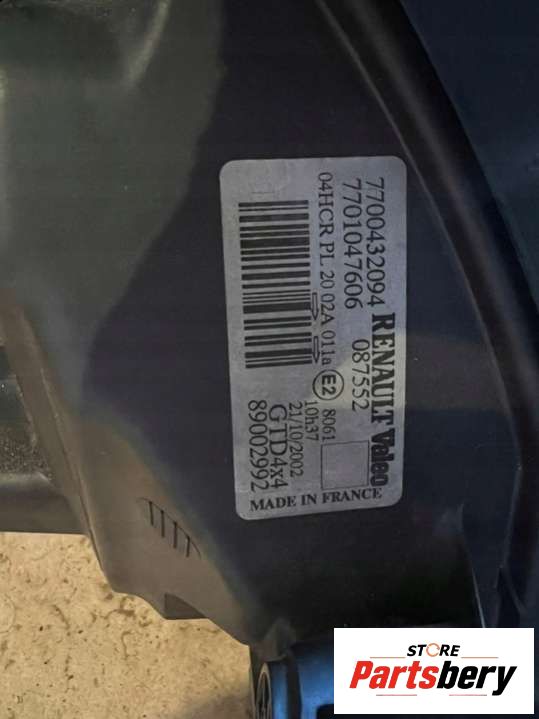 7700432094 RENAULT Valeo
7701047606 087552
04HCR PL 20 02A 011a E2 8061
10h37
21/10/2002
G1D4x4
89002992
MADE IN FRANCE
STORE
Partsbery